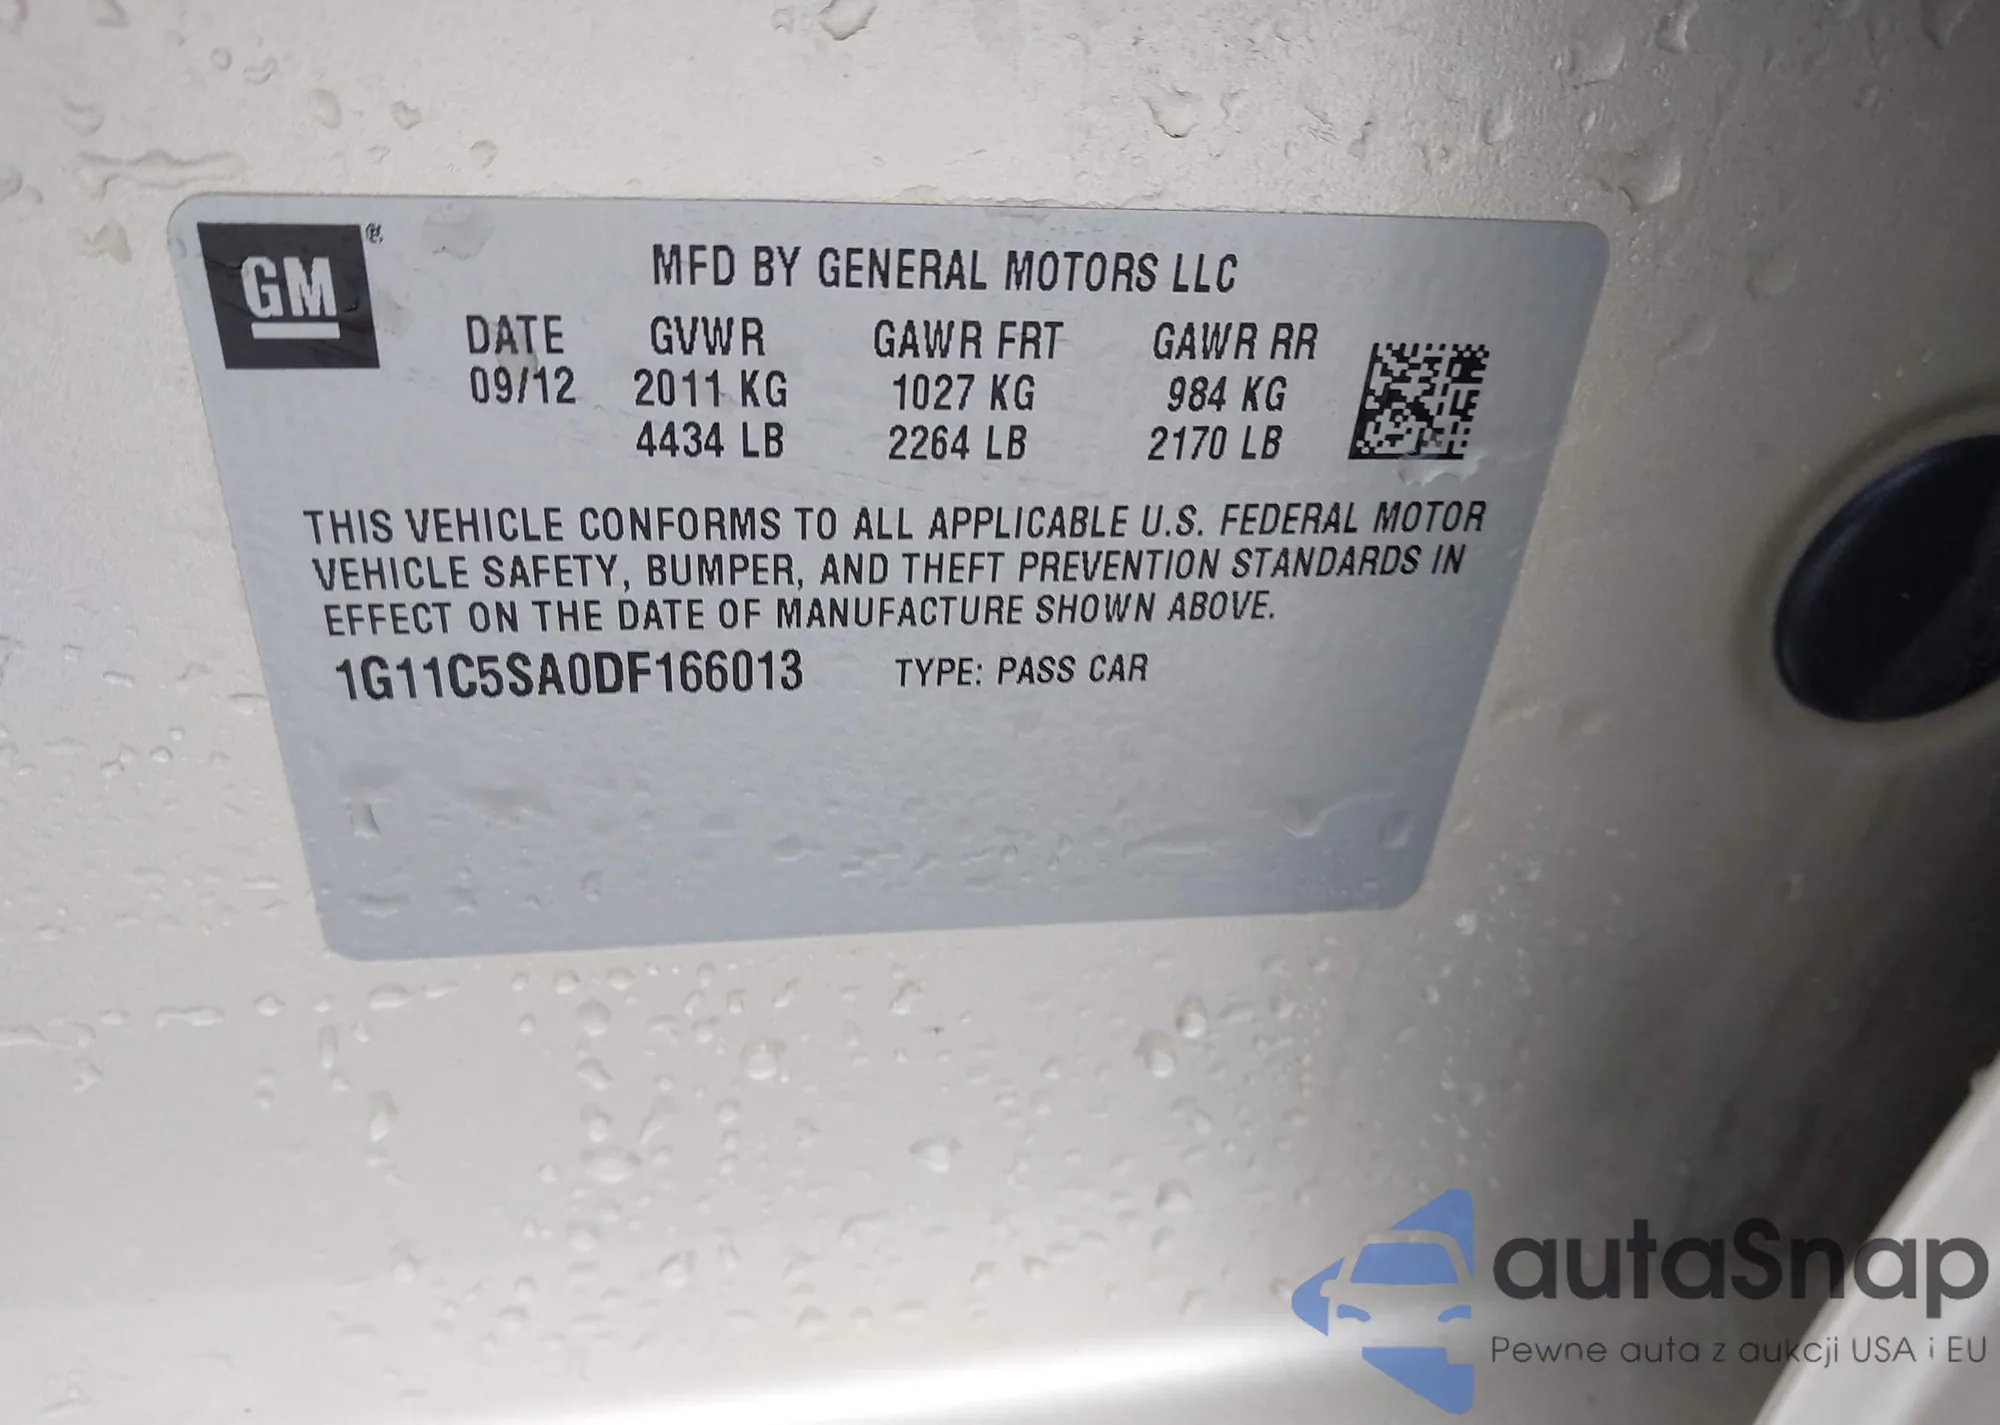 GM ®
MFD BY GENERAL MOTORS LLC
DATE GVWR GAWR FRT GAWR RR
09/12 2011 KG 1027 KG 984 KG
4434 LB 2264 LB 2170 LB
THIS VEHICLE CONFORMS TO ALL APPLICABLE U.S. FEDERAL MOTOR
VEHICLE SAFETY, BUMPER, AND THEFT PREVENTION STANDARDS IN
EFFECT ON THE DATE OF MANUFACTURE SHOWN ABOVE.
1G11C5SA0DF166013 TYPE: PASS CAR
autaSnap
Pewne auta z aukcji USA i EU